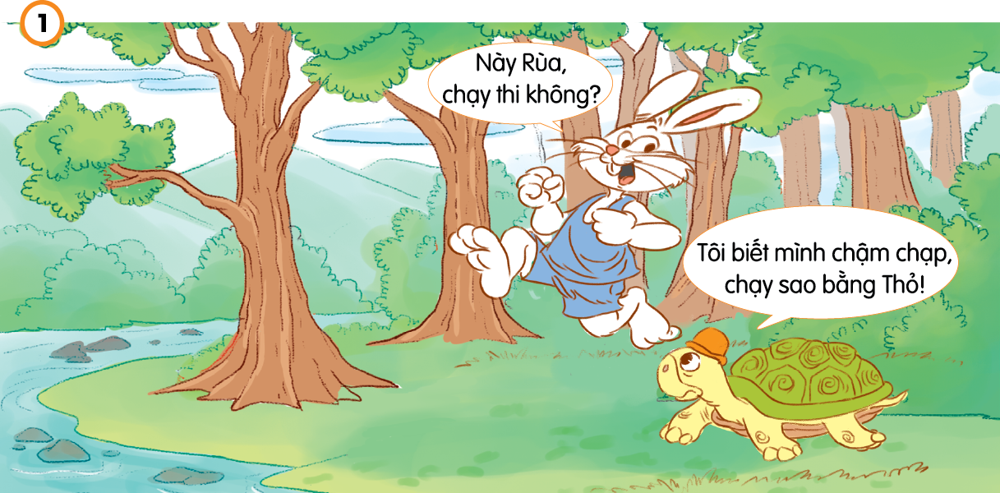 1
Này Rùa,
chạy thi không?
Tôi biết mình chậm chạp,
chạy sao bằng Thỏ!